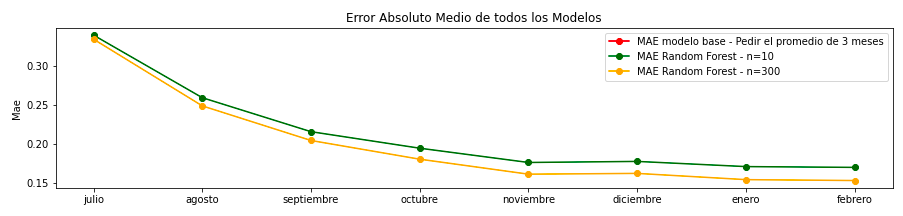 Error Absoluto Medio de todos los Modelos
MAE modelo base - Pedir el promedio de 3 meses
MAE Random Forest - n=10
MAE Random Forest - n=300
Mae
0.30
0.25
0.20
0.15
julio agosto septiembre octubre noviembre diciembre enero febrero